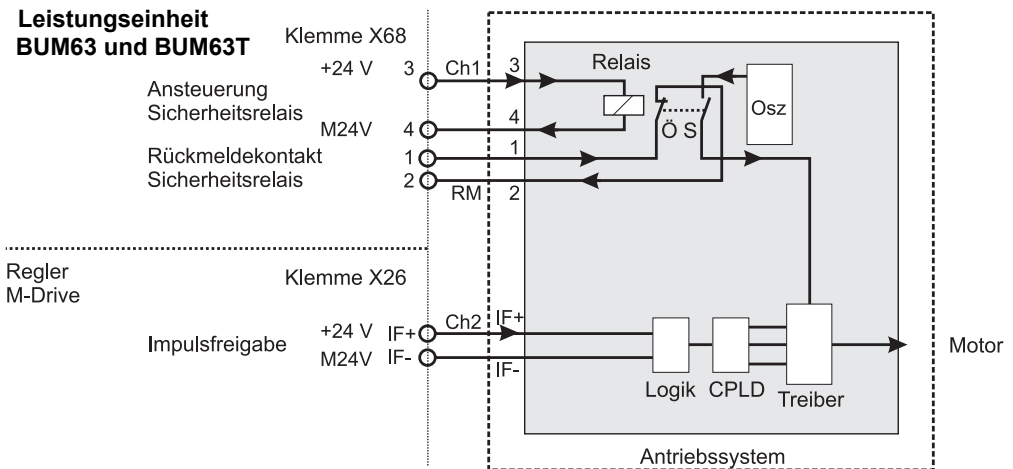 Leistungseinheit
BUM63 und BUM63T
Klemme X68
+24 V 3 Ch1 3
Relais
Ansteuerung
Sicherheitsrelais
Osz
M24V 4 4
Ö S
Rückmeldekontakt
Sicherheitsrelais
1 1
2 RM 2
Regler
M-Drive
Klemme X26
Impulsfreigabe
+24 V IF+ Ch2 IF+
M24V IF- IF-
Motor
Logik CPLD Treiber
Antriebssystem